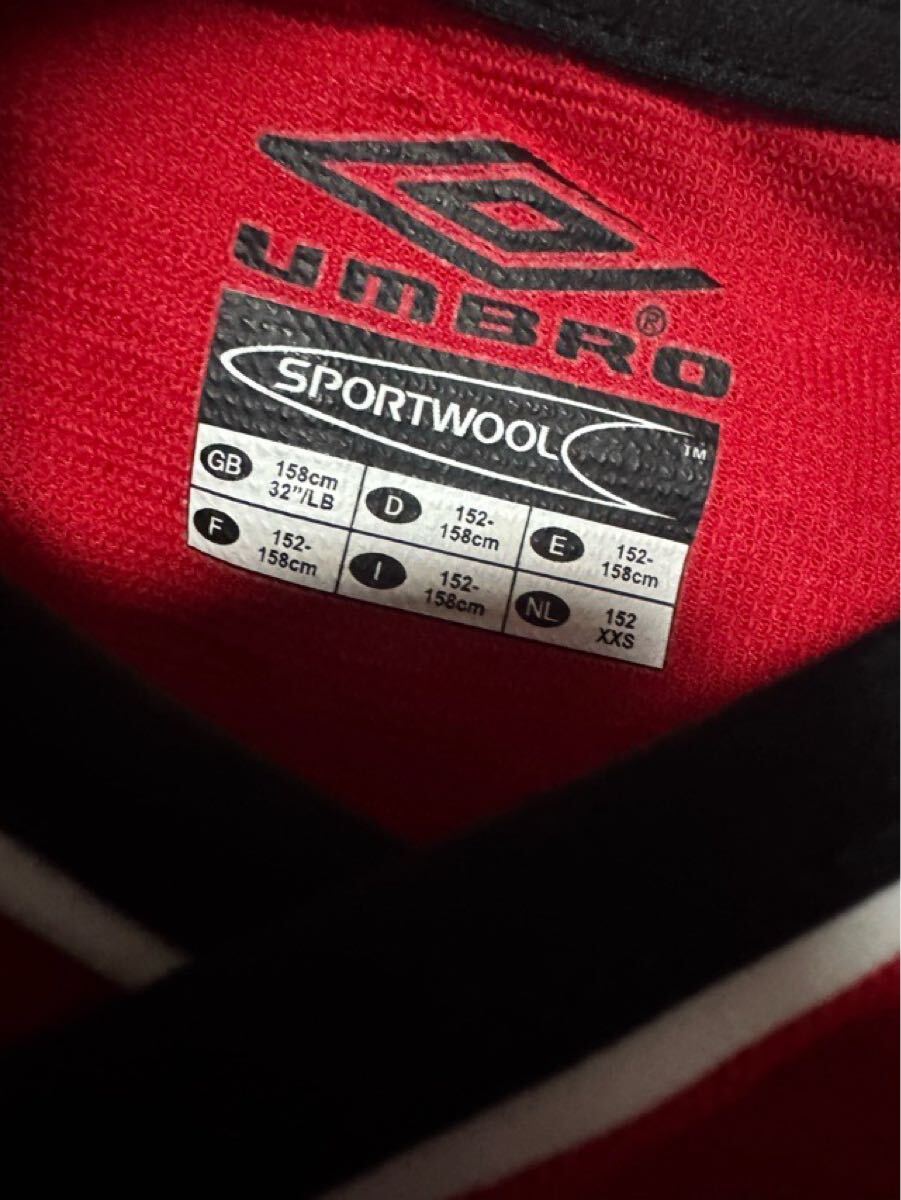 UMBRO®
SPORTWOOL™
GB 158cm
32"/LB
D 152-
158cm
E 152-
158cm
F 152-
158cm
I 152-
158cm
NL 152
XXS